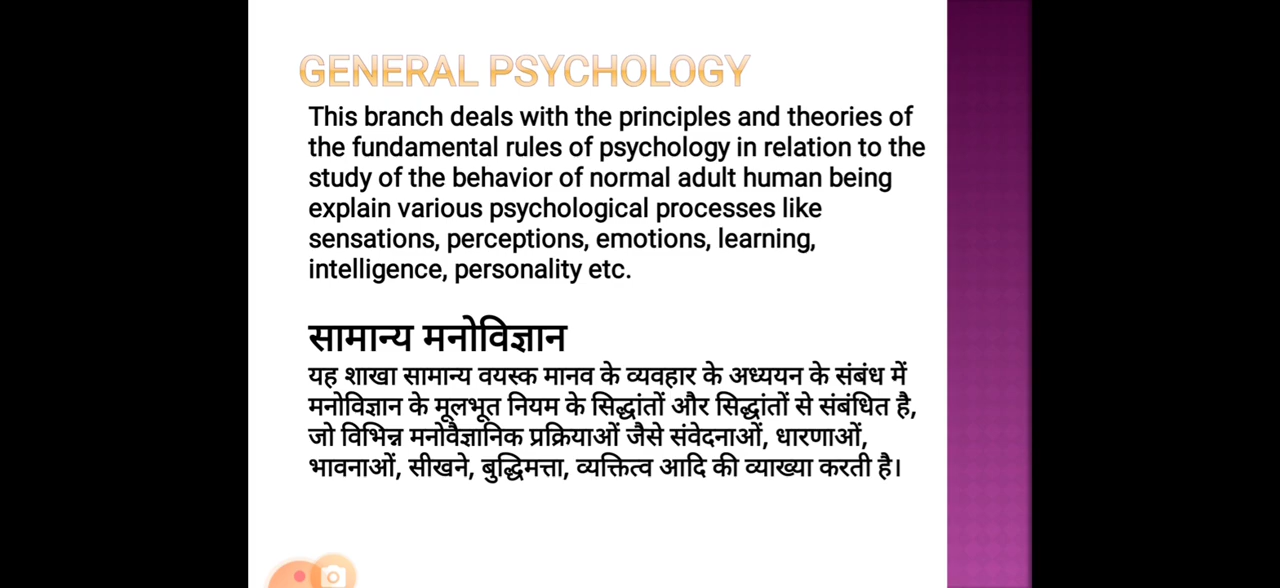 GENERAL PSYCHOLOGY
This branch deals with the principles and theories of
the fundamental rules of psychology in relation to the
study of the behavior of normal adult human being
explain various psychological processes like
sensations, perceptions, emotions, learning,
intelligence, personality etc.
सामान्य मनोविज्ञान
यह शाखा सामान्य वयस्क मानव के व्यवहार के अध्ययन के संबंध में
मनोविज्ञान के मूलभूत नियम के सिद्धांतों और सिद्धांतों से संबंधित है,
जो विभिन्न मनोवैज्ञानिक प्रक्रियाओं जैसे संवेदनाओं, धारणाओं,
भावनाओं, सीखने, बुद्धिमत्ता, व्यक्तित्व आदि की व्याख्या करती है।